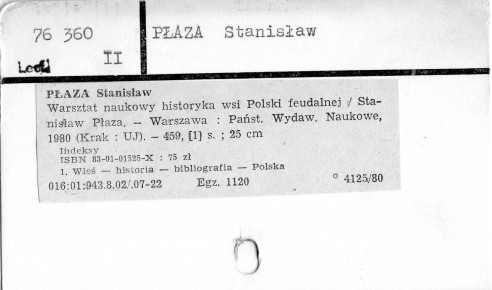 76 360
II
PŁAZA Stanisław
PŁAZA Stanisław
Warsztat naukowy historyka wsi Polski feudalnej / Sta-
nisław Płaza. — Warszawa : Państ. Wydaw. Naukowe,
1980 (Krak : UJ). — 459, [1] s. ; 25 cm
Indeksy
ISBN 83-01-01525-X : 75 zł
1. Wieś — historia — bibliografia — Polska
016:01:943.8.02/.07-22 Egz. 1120 ° 4125/80